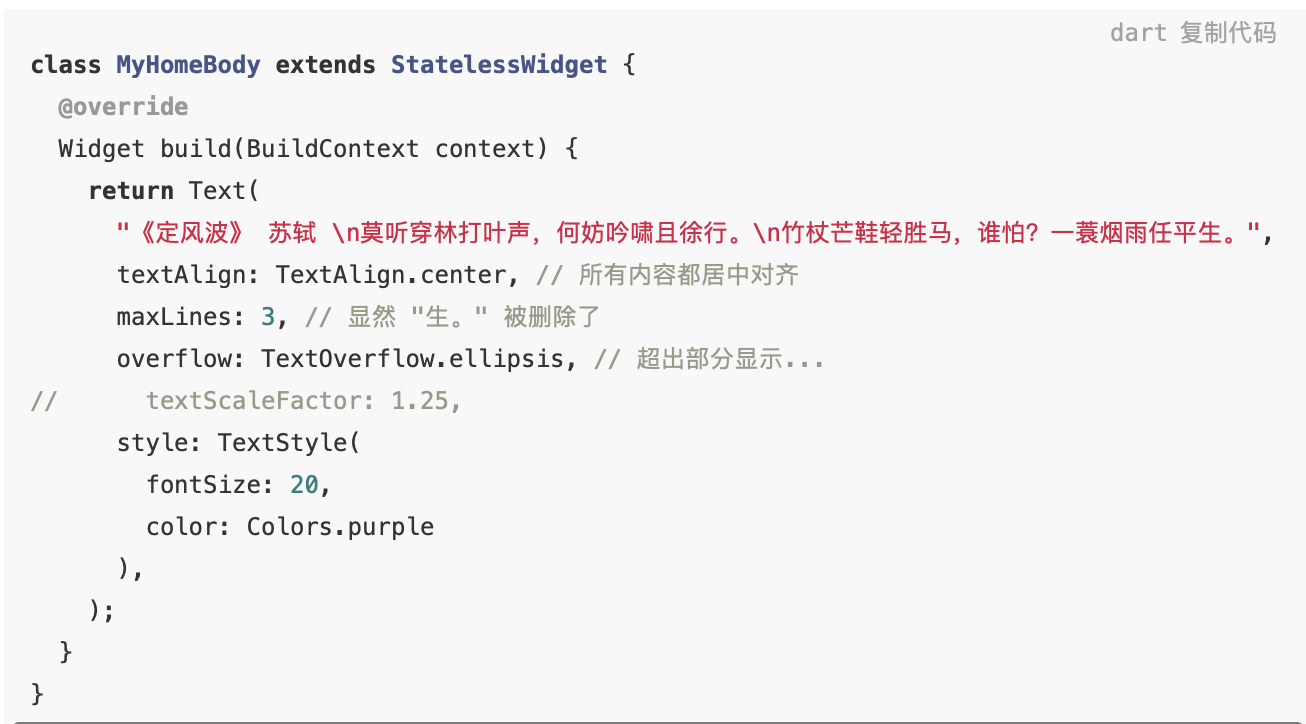 dart 复制代码
class MyHomeBody extends StatelessWidget {
  @override
  Widget build(BuildContext context) {
    return Text(
      "《定风波》 苏轼 \n莫听穿林打叶声，何妨吟啸且徐行。\n竹杖芒鞋轻胜马，谁怕？一蓑烟雨任平生。",
      textAlign: TextAlign.center, // 所有内容都居中对齐
      maxLines: 3, // 显然 "生。" 被删除了
      overflow: TextOverflow.ellipsis, // 超出部分显示...
//      textScaleFactor: 1.25,
      style: TextStyle(
        fontSize: 20,
        color: Colors.purple
      ),
    );
  }
}